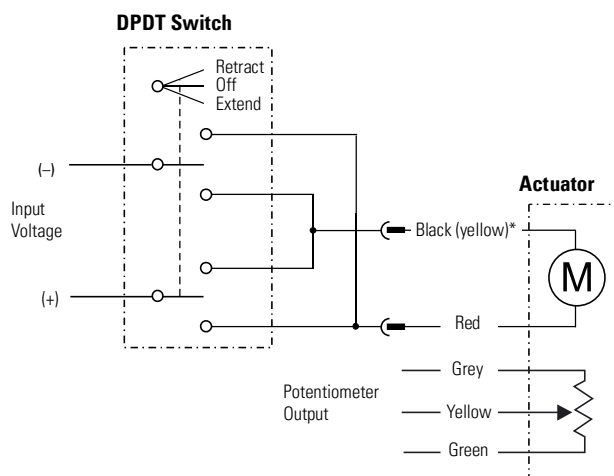 DPDT Switch
Retract
Off
Extend
(–)
Input
Voltage
(+)
Actuator
Black (yellow)*
M
Red
Grey
Potentiometer
Output
Yellow
Green